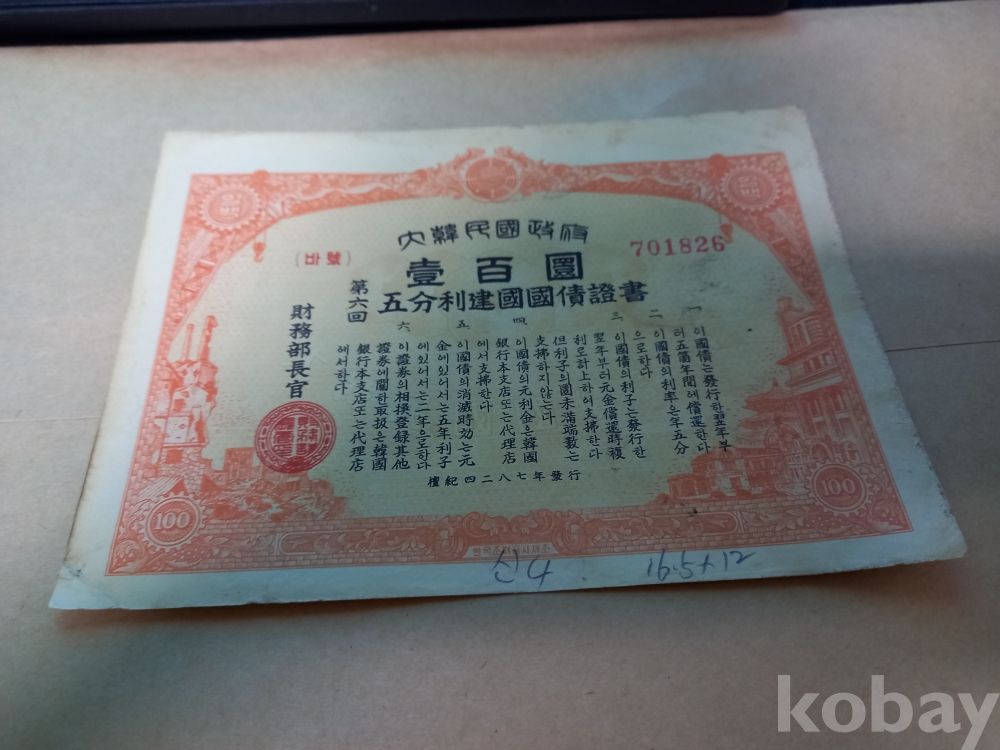 大韓民國政府
(바號)
701826
壹百圜
第六回
五分利建國國債證書
一 이國債는發行한翌年부
터五箇年間에償還한다
二 이國債의利率은年五分
으로하다
三 이國債의利子는發行한
翌年부터元金償還時複
利로하上하여支拂한다
但利子의圜未滿端數는
支拂하지않는다
四 이國債의元利金은韓國
銀行本支店또는代理店
에서支拂한다
五 이國債의消滅時効는元
金에있어서는五年利子
에있어서는二年으로하다
六 이證券의相換、登録其他
證券에關한取扱은韓國
銀行本支店또는代理店
에서하다
財務部長官
檀紀四二八七年發行
100
100
kobay